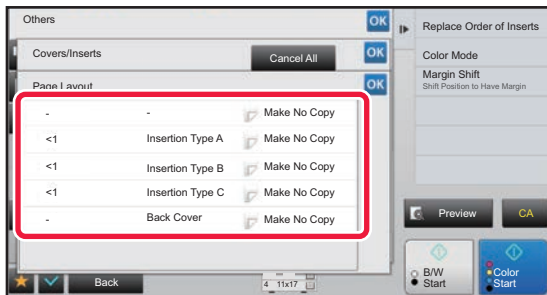 Others
OK
Covers/Inserts
Cancel All
OK
Page Layout
OK
- - Make No Copy
<1 Insertion Type A Make No Copy
<1 Insertion Type B Make No Copy
<1 Insertion Type C Make No Copy
- Back Cover Make No Copy
Back
4 11x17
Replace Order of Inserts
Color Mode
Margin Shift
Shift Position to Have Margin
Preview
CA
B/W
Start
Color
Start